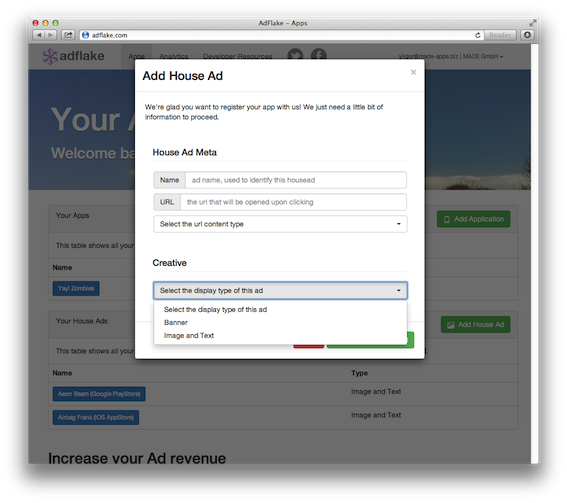 AdFlake – Apps
adflake.com
Reader
adflake
Apps
Analytics
Developer Resources
| MADE GmbH
Your A
Welcome ba
Add House Ad
×
We're glad you want to register your app with us! We just need a little bit of
information to proceed.
House Ad Meta
Name
ad name, used to identify this housead
URL
the url that will be opened upon clicking
Select the url content type
Creative
Select the display type of this ad
Select the display type of this ad
Banner
Image and Text
Your Apps
Add Application
This table shows all your
Name
Yay! Zombies
Your House Ads
Add House Ad
This table shows all your
Name
Type
Aeon Beam (Google PlayStore)
Image and Text
Airbag Frank (iOS AppStore)
Image and Text
Increase your Ad revenue